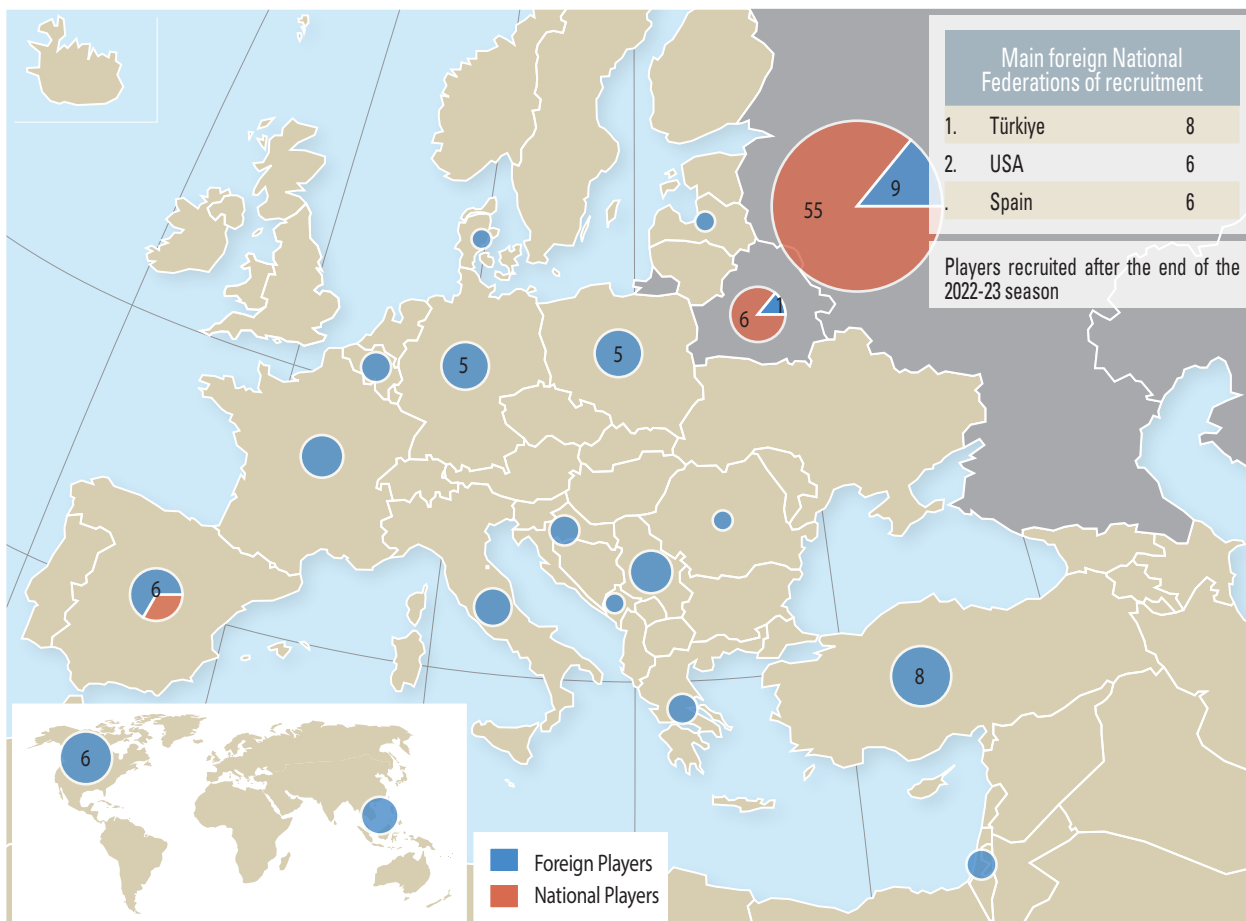 Main foreign National
Federations of recruitment
1. Türkiye 8
2. USA 6
. Spain 6
Players recruited after the end of the
2022-23 season
55
9
6
1
5
5
6
8
6
Foreign Players
National Players